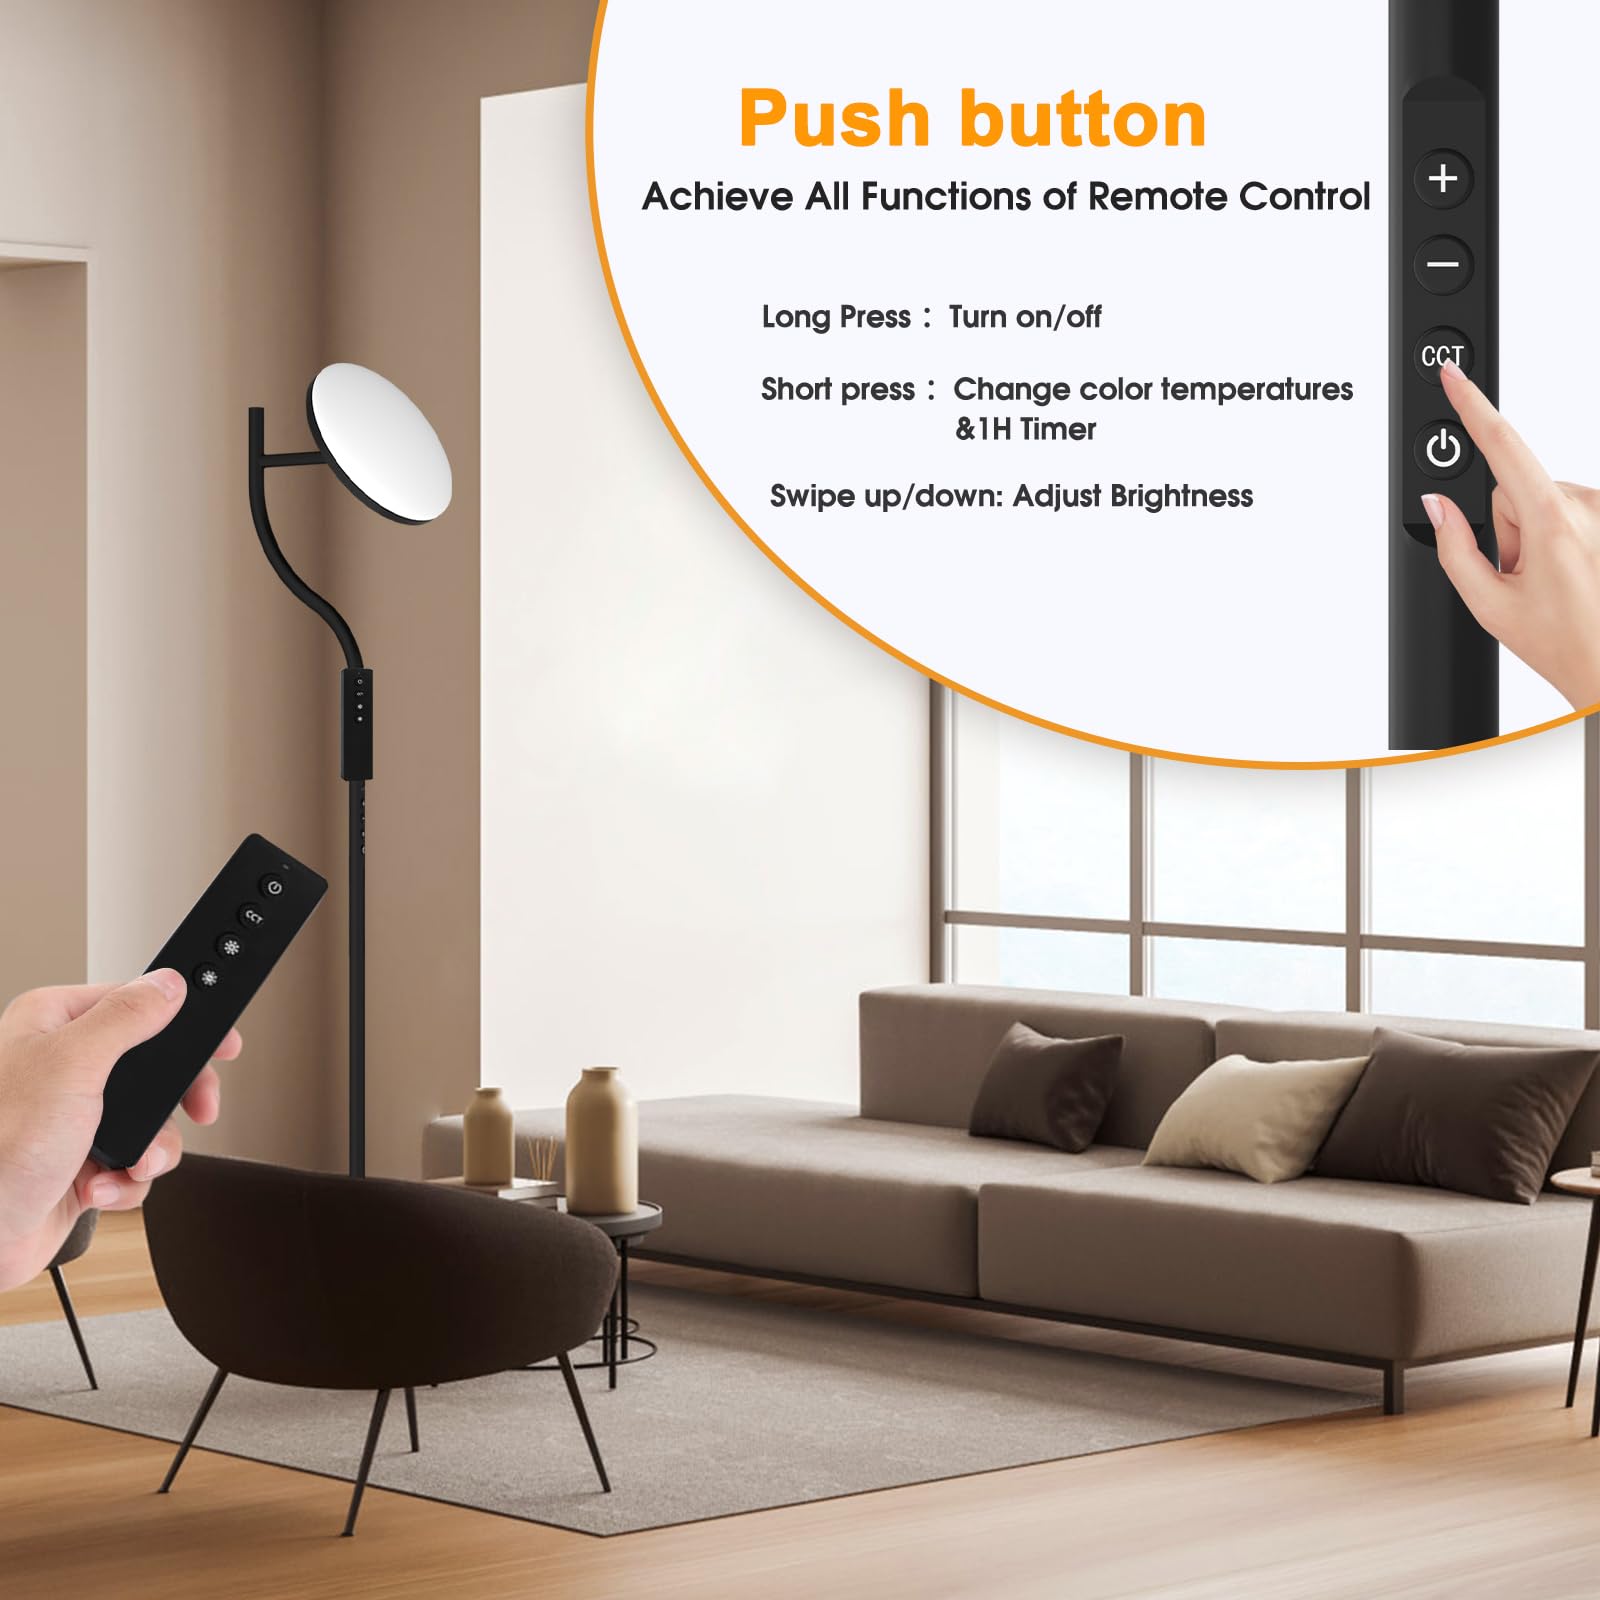 Push button
Achieve All Functions of Remote Control
Long Press： Turn on/off
Short press： Change color temperatures
&1H Timer
Swipe up/down: Adjust Brightness
+
−
CCT
CCT